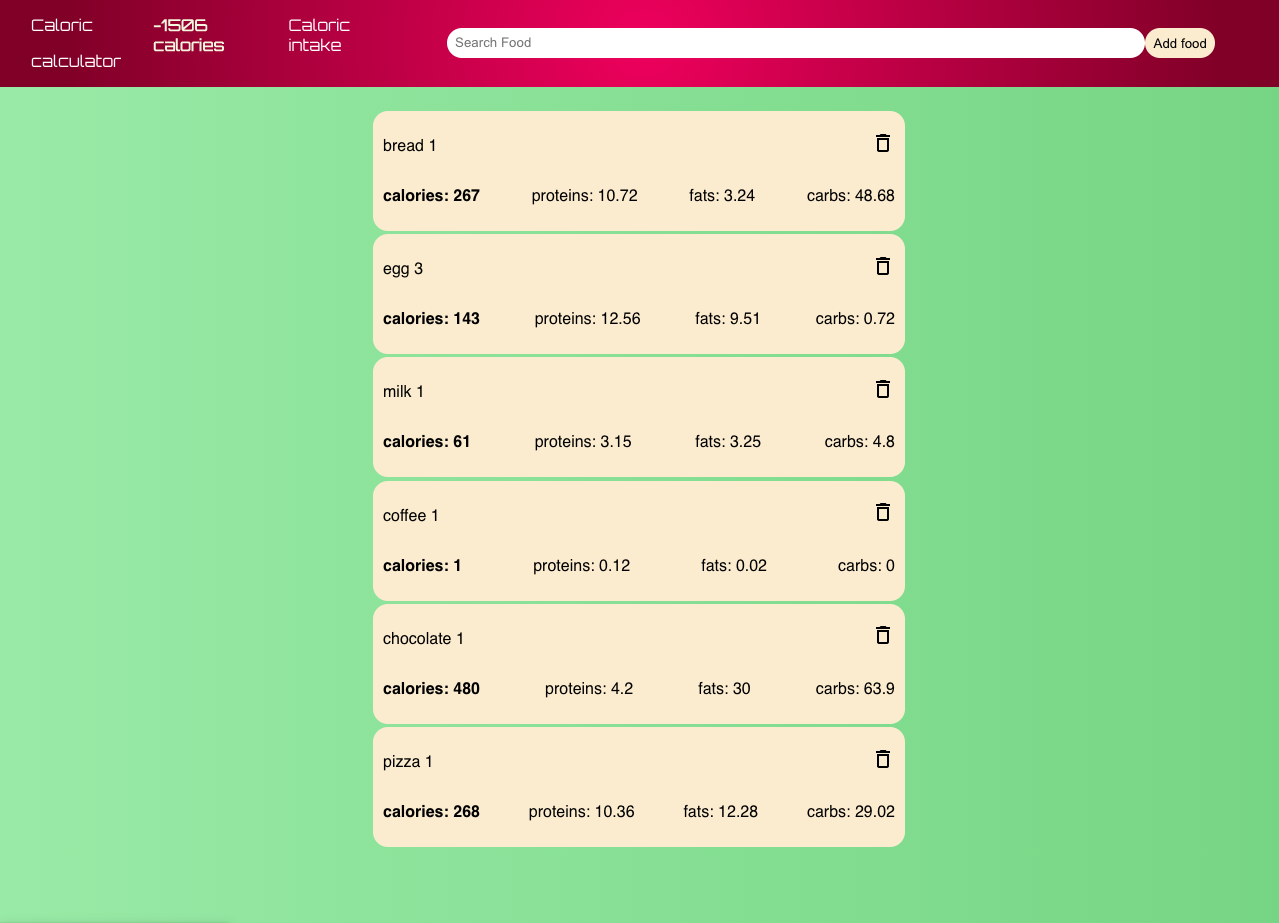 Caloric
calculator
-1506
calories
Caloric
intake
Search Food
Add food
bread 1
calories: 267 proteins: 10.72 fats: 3.24 carbs: 48.68
egg 3
calories: 143 proteins: 12.56 fats: 9.51 carbs: 0.72
milk 1
calories: 61 proteins: 3.15 fats: 3.25 carbs: 4.8
coffee 1
calories: 1 proteins: 0.12 fats: 0.02 carbs: 0
chocolate 1
calories: 480 proteins: 4.2 fats: 30 carbs: 63.9
pizza 1
calories: 268 proteins: 10.36 fats: 12.28 carbs: 29.02